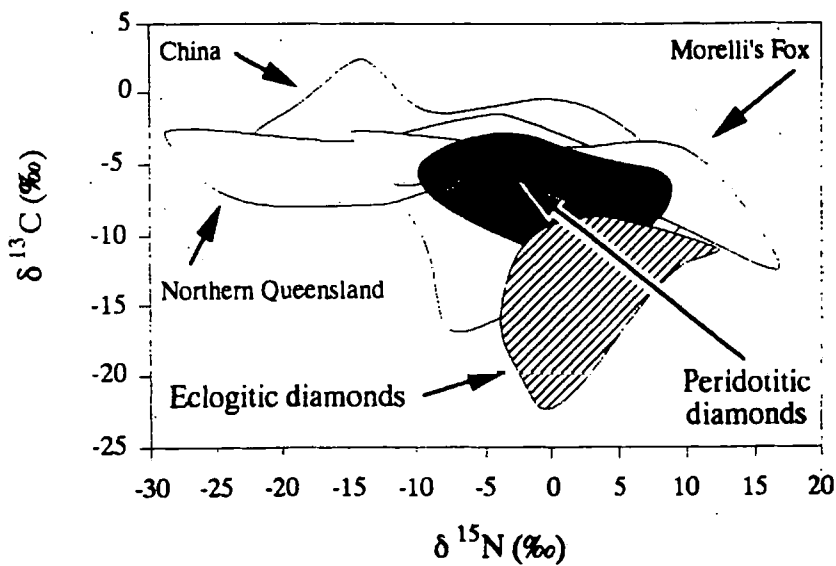 5
China
Morelli's Fox
0
-5
δ ¹³C (‰)
-10
Northern Queensland
-15
-20
Eclogitic diamonds
Peridotitic
diamonds
-25
-30 -25 -20 -15 -10 -5 0 5 10 15 20
δ ¹⁵N (‰)